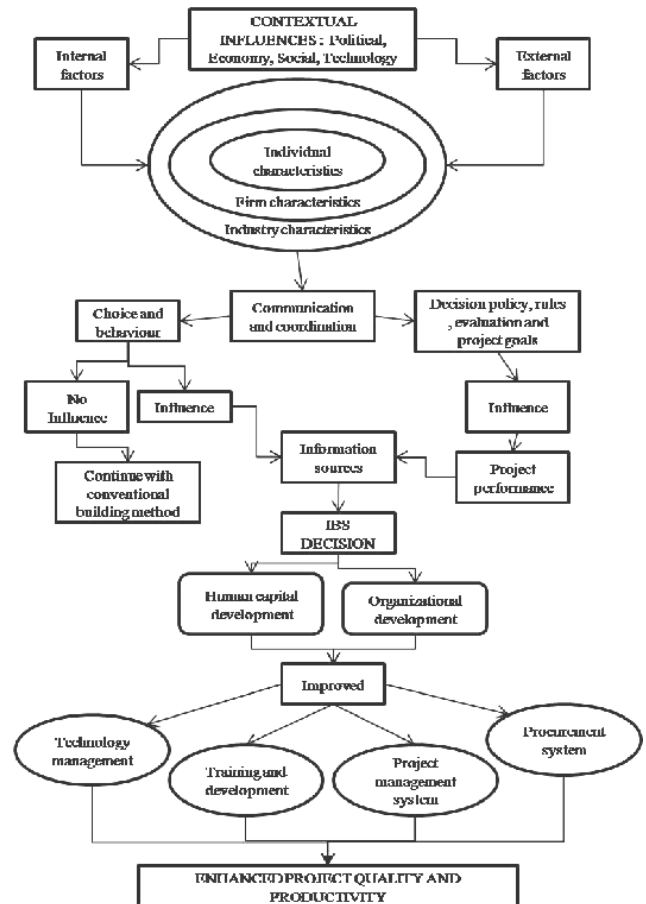 CONTEXTUAL
INFLUENCES : Political,
Economy, Social, Technology
Internal
factors
External
factors
Individual
characteristics
Firm characteristics
Industry characteristics
Choice and
behaviour
Communication
and coordination
Decision policy, rules
, evaluation and
project goals
No
Influence
Influence
Influence
Information
sources
Continue with
conventional
building method
Project
performance
IBS
DECISION
Human capital
development
Organizational
development
Improved
Technology
management
Training and
development
Project
management
system
Procurement
system
ENHANCED PROJECT QUALITY AND
PRODUCTIVITY